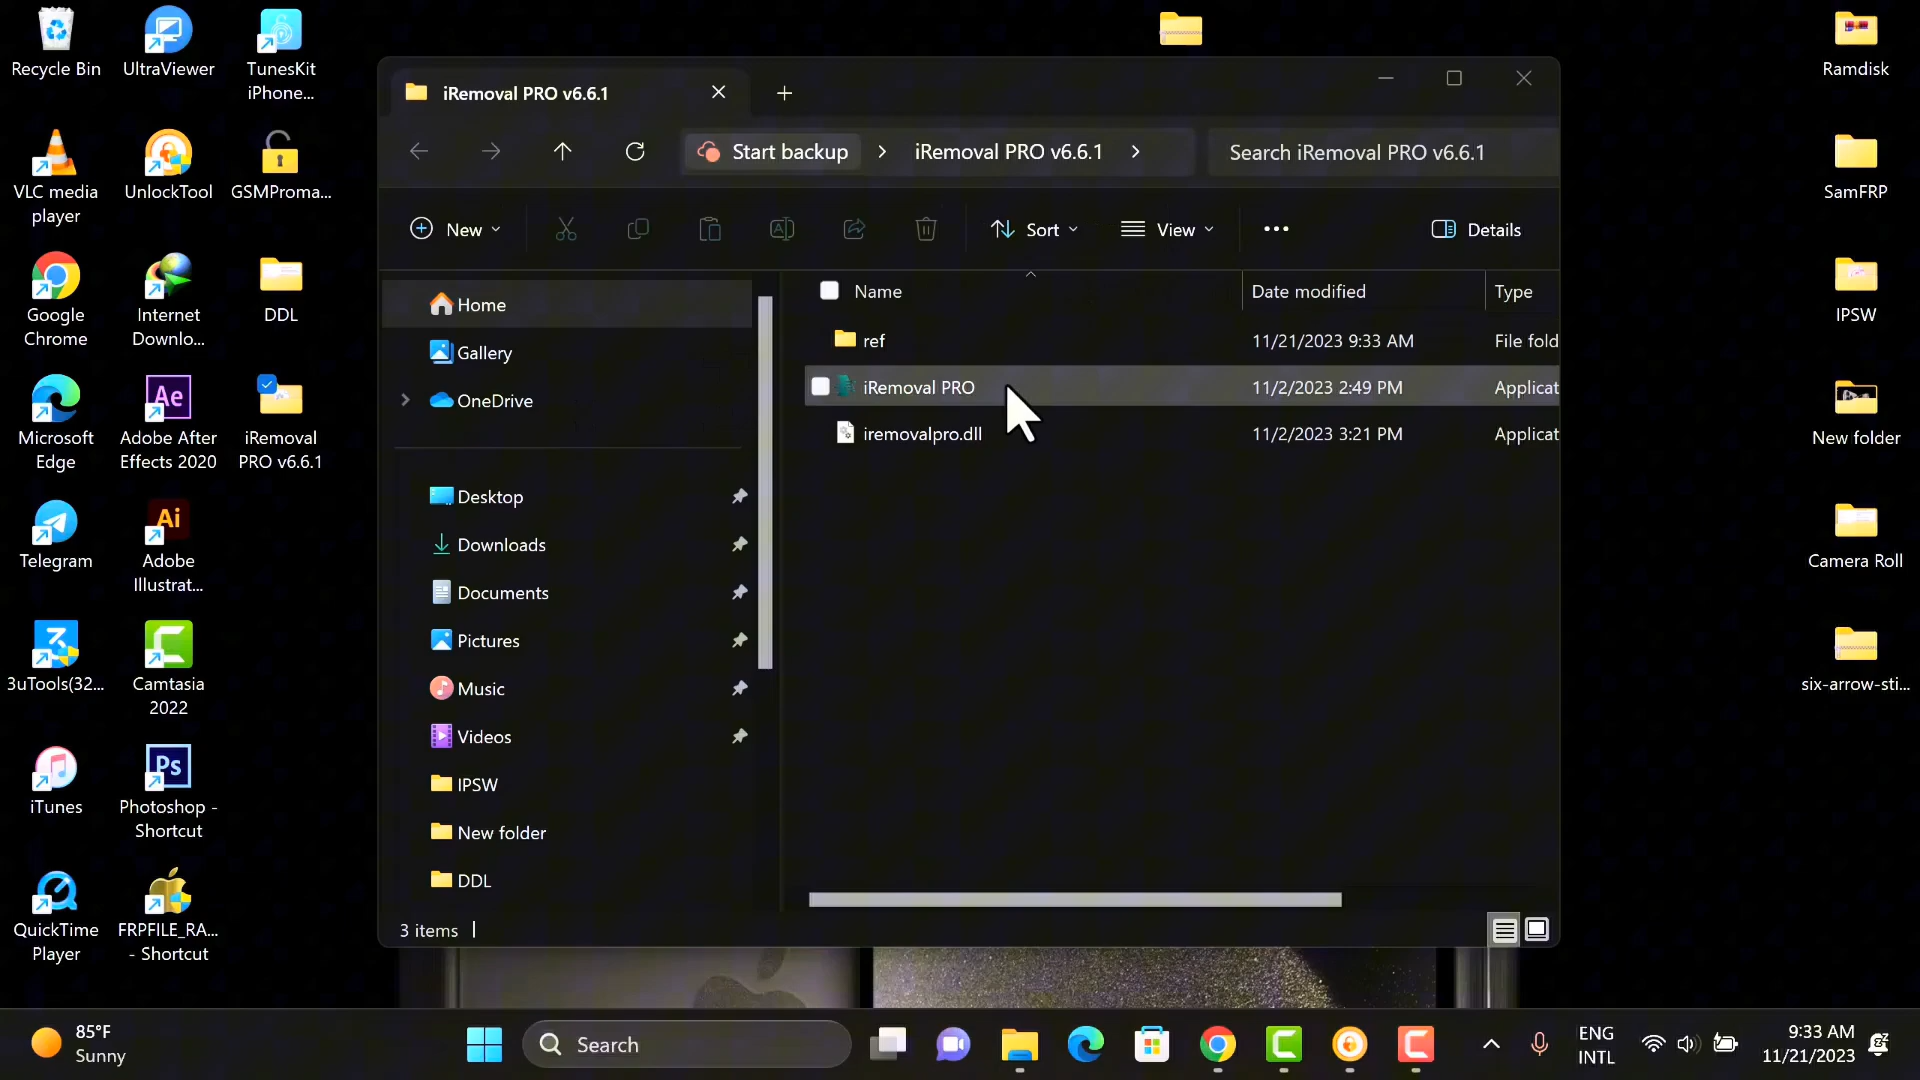 Recycle Bin
UltraViewer
TunesKit
iPhone...
VLC media
player
UnlockTool
GSMProma...
Google
Chrome
Internet
Downlo...
DDL
Microsoft
Edge
Ae
Adobe After
Effects 2020
iRemoval
PRO v6.6.1
Telegram
Ai
Adobe
Illustrat...
3uTools(32...
Camtasia
2022
iTunes
Ps
Photoshop -
Shortcut
QuickTime
Player
FRPFILE_RA...
- Shortcut
iRemoval PRO v6.6.1
Start backup
iRemoval PRO v6.6.1
Search iRemoval PRO v6.6.1
New
Sort
View
Details
Home
Gallery
OneDrive
Desktop
Downloads
Documents
Pictures
Music
Videos
IPSW
New folder
DDL
Name
Date modified
Type
ref
11/21/2023 9:33 AM
File fold
iRemoval PRO
11/2/2023 2:49 PM
Applicat
iremovalpro.dll
11/2/2023 3:21 PM
Applicat
3 items
Ramdisk
SamFRP
IPSW
New folder
Camera Roll
six-arrow-sti...
85°F
Sunny
Search
ENG
INTL
9:33 AM
11/21/2023